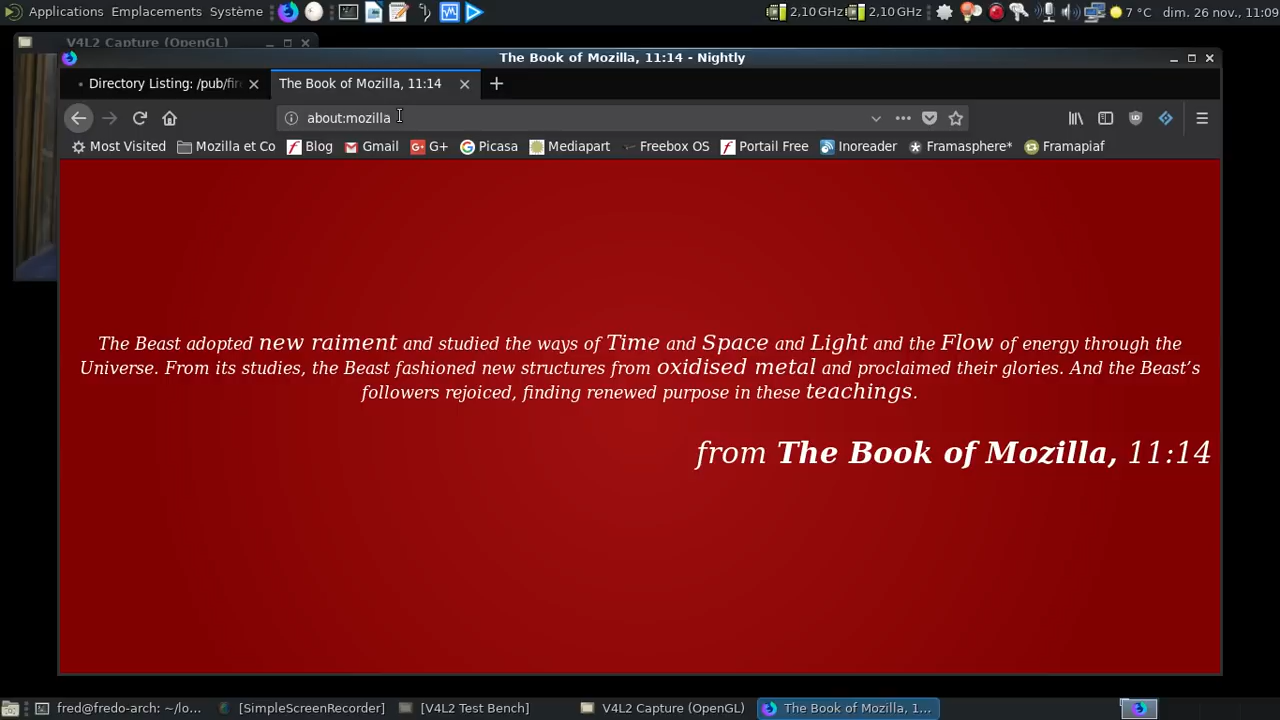 Applications Emplacements Système 2,10 GHz 2,10 GHz 7 °C dim. 26 nov., 11:09
V4L2 Capture (OpenGL)
The Book of Mozilla, 11:14 - Nightly
Directory Listing: /pub/fire The Book of Mozilla, 11:14
about:mozilla
Most Visited Mozilla et Co Blog Gmail G+ Picasa Mediapart Freebox OS Portail Free Inoreader Framasphere* Framapiaf
The Beast adopted new raiment and studied the ways of Time and Space and Light and the Flow of energy through the
Universe. From its studies, the Beast fashioned new structures from oxidised metal and proclaimed their glories. And the Beast’s
followers rejoiced, finding renewed purpose in these teachings.
from The Book of Mozilla, 11:14
fred@fredo-arch: ~/lo... [SimpleScreenRecorder] [V4L2 Test Bench] V4L2 Capture (OpenGL) The Book of Mozilla, 1...